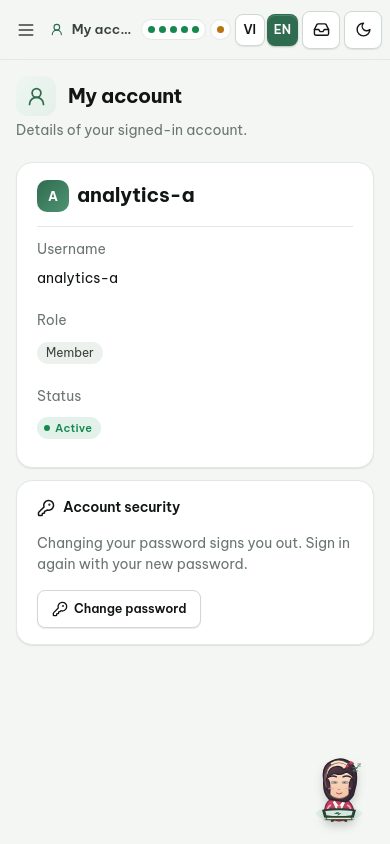 My acc...
VI
EN
My account
Details of your signed-in account.
A
analytics-a
Username
analytics-a
Role
Member
Status
Active
Account security
Changing your password signs you out. Sign in
again with your new password.
Change password